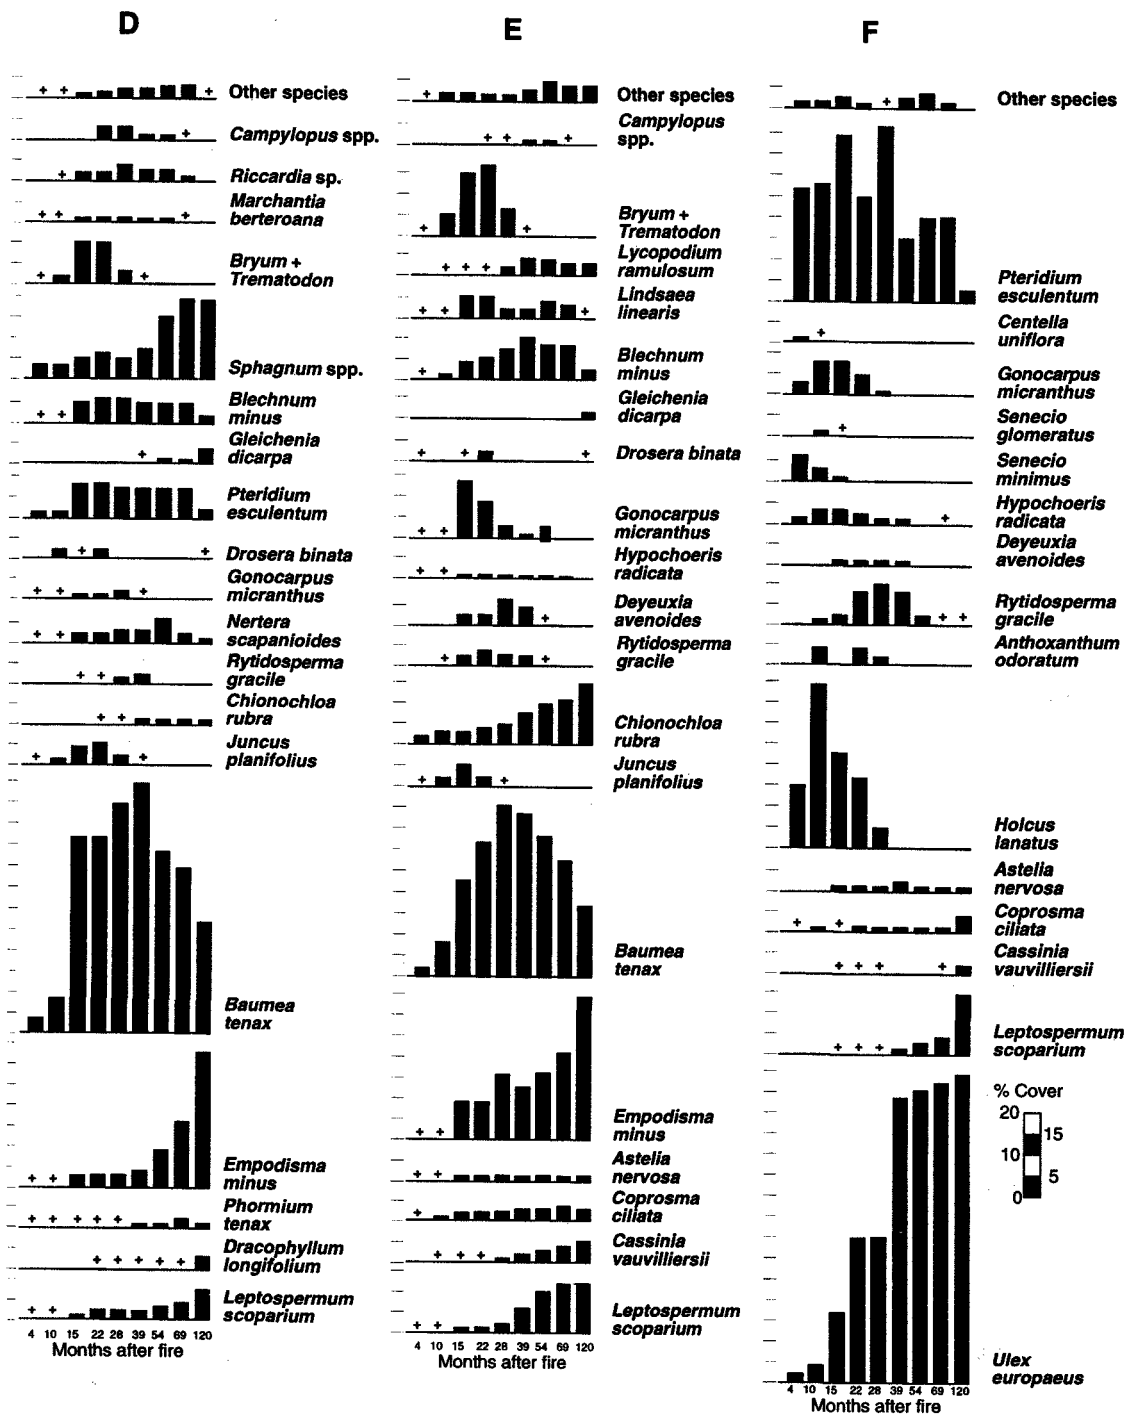 D
Other species
Campylopus spp.
Riccardia sp.
Marchantia
berteroana
Bryum +
Trematodon
Sphagnum spp.
Blechnum
minus
Gleichenia
dicarpa
Pteridium
esculentum
Drosera binata
Gonocarpus
micranthus
Nertera
scapanioides
Rytidosperma
gracile
Chionochloa
rubra
Juncus
planifolius
Baumea
tenax
Empodisma
minus
Phormium
tenax
Dracophyllum
longifolium
Leptospermum
scoparium
4 10 15 22 28 39 54 69 120
Months after fire
E
Other species
Campylopus
spp.
Bryum +
Trematodon
Lycopodium
ramulosum
Lindsaea
linearis
Blechnum
minus
Gleichenia
dicarpa
Drosera binata
Gonocarpus
micranthus
Hypochoeris
radicata
Deyeuxia
avenoides
Rytidosperma
gracile
Chionochloa
rubra
Juncus
planifolius
Baumea
tenax
Empodisma
minus
Astelia
nervosa
Coprosma
ciliata
Cassinia
vauvilliersii
Leptospermum
scoparium
4 10 15 22 28 39 54 69 120
Months after fire
F
Other species
Pteridium
esculentum
Centella
uniflora
Gonocarpus
micranthus
Senecio
glomeratus
Senecio
minimus
Hypochoeris
radicata
Deyeuxia
avenoides
Rytidosperma
gracile
Anthoxanthum
odoratum
Holcus
lanatus
Astelia
nervosa
Coprosma
ciliata
Cassinia
vauvilliersii
Leptospermum
scoparium
% Cover
20
15
10
5
0
Ulex
europaeus
4 10 15 22 28 39 54 69 120
Months after fire